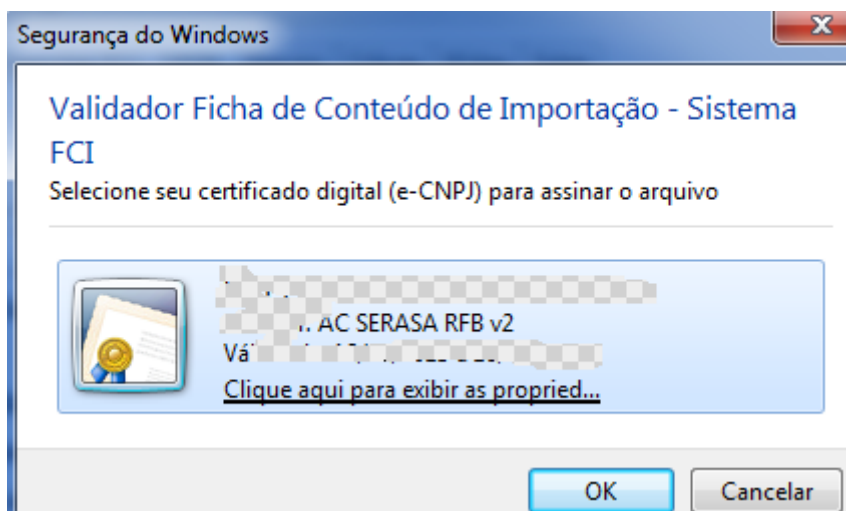 Segurança do Windows
Validador Ficha de Conteúdo de Importação - Sistema
FCI
Selecione seu certificado digital (e-CNPJ) para assinar o arquivo
AC SERASA RFB v2
Clique aqui para exibir as propried...
OK
Cancelar